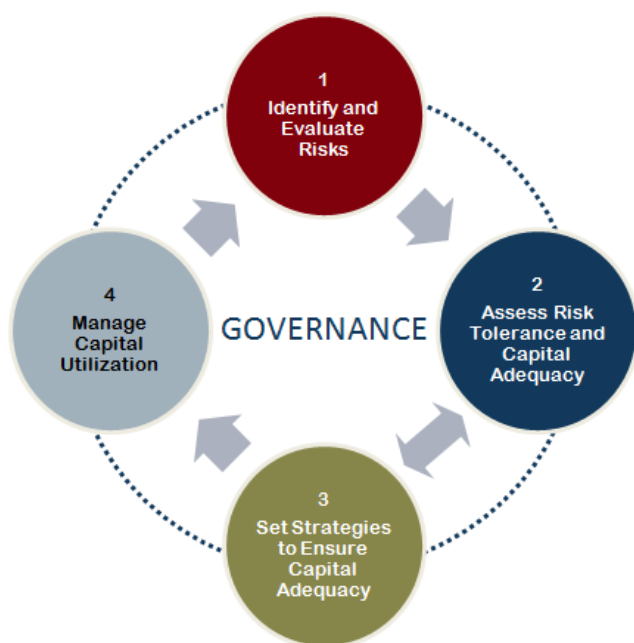 1
Identify and
Evaluate
Risks
2
Assess Risk
Tolerance and
Capital
Adequacy
3
Set Strategies
to Ensure
Capital
Adequacy
4
Manage
Capital
Utilization
GOVERNANCE